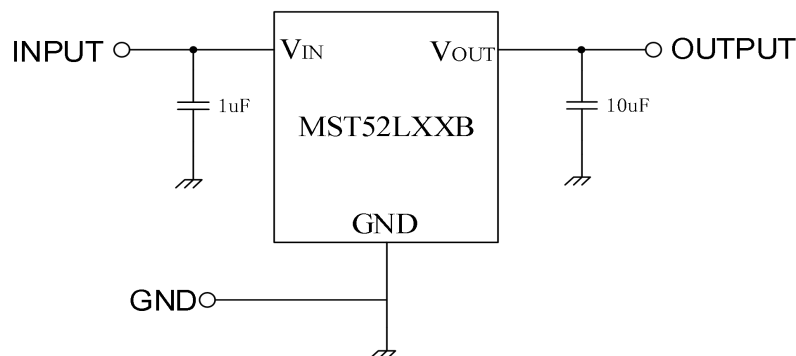 INPUT
VIN
VOUT
OUTPUT
1uF
10uF
MST52LXXB
GND
GND